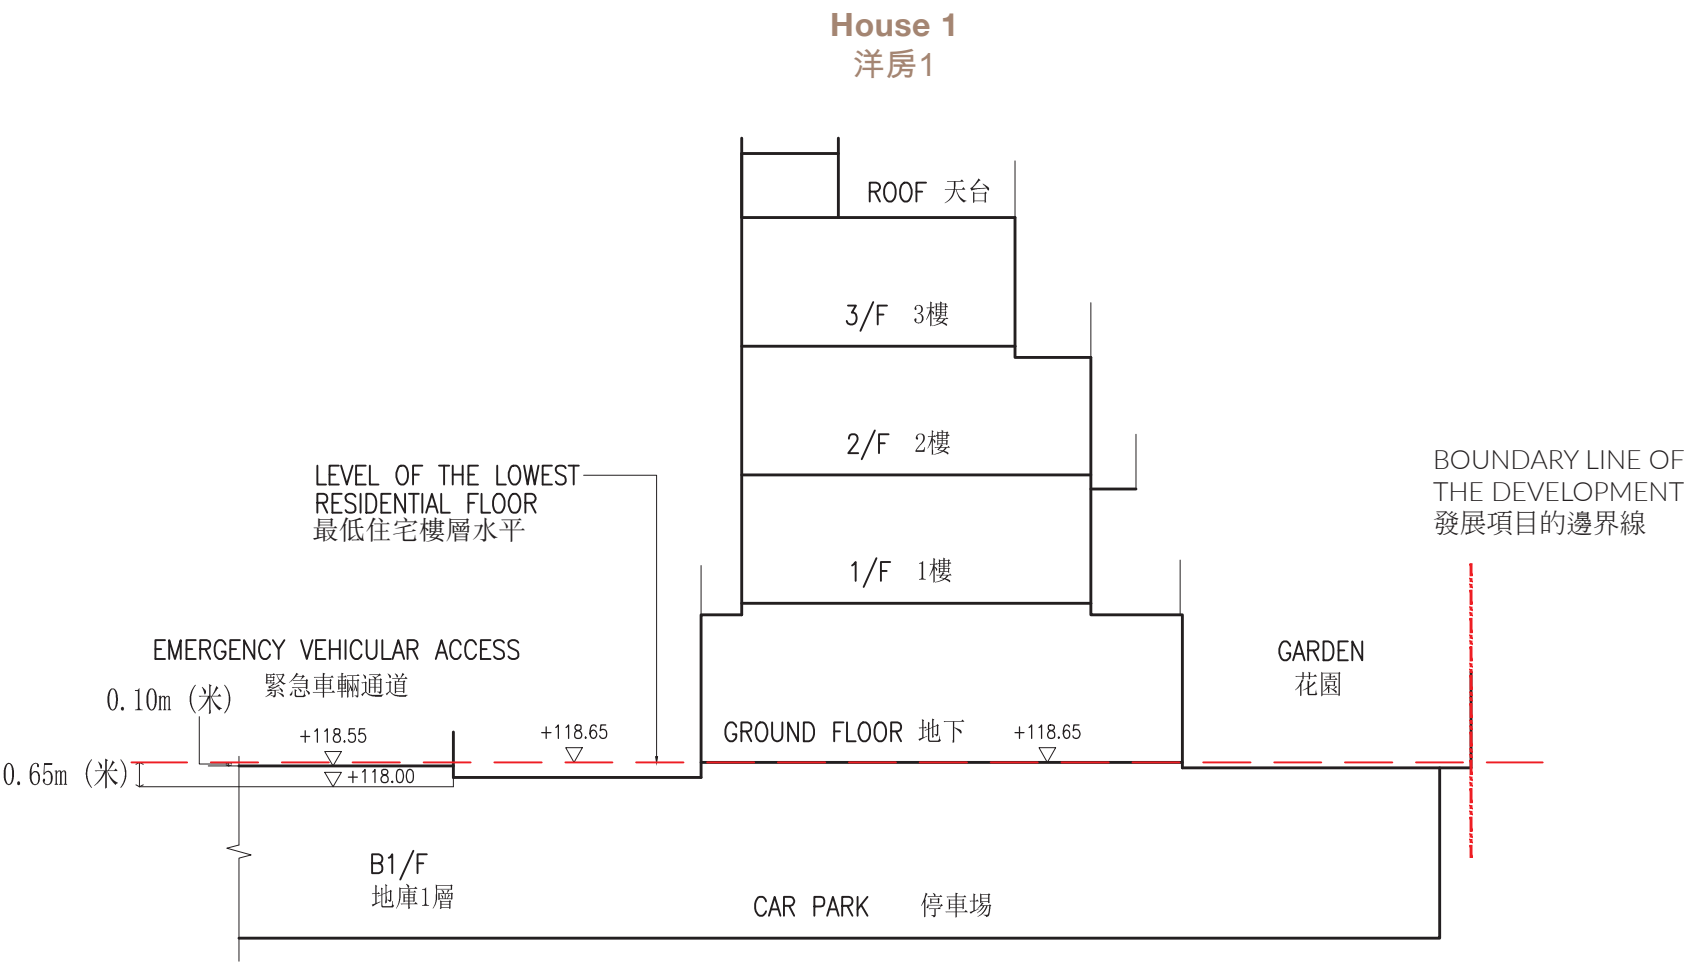 House 1
洋房1
ROOF 天台
3/F 3樓
2/F 2樓
LEVEL OF THE LOWEST
RESIDENTIAL FLOOR
最低住宅樓層水平
BOUNDARY LINE OF
THE DEVELOPMENT
發展項目的邊界線
1/F 1樓
EMERGENCY VEHICULAR ACCESS
緊急車輛通道
GARDEN
花園
0.10m (米)
+118.55
+118.65
GROUND FLOOR 地下
+118.65
0.65m (米)
+118.00
B1/F
地庫1層
CAR PARK 停車場